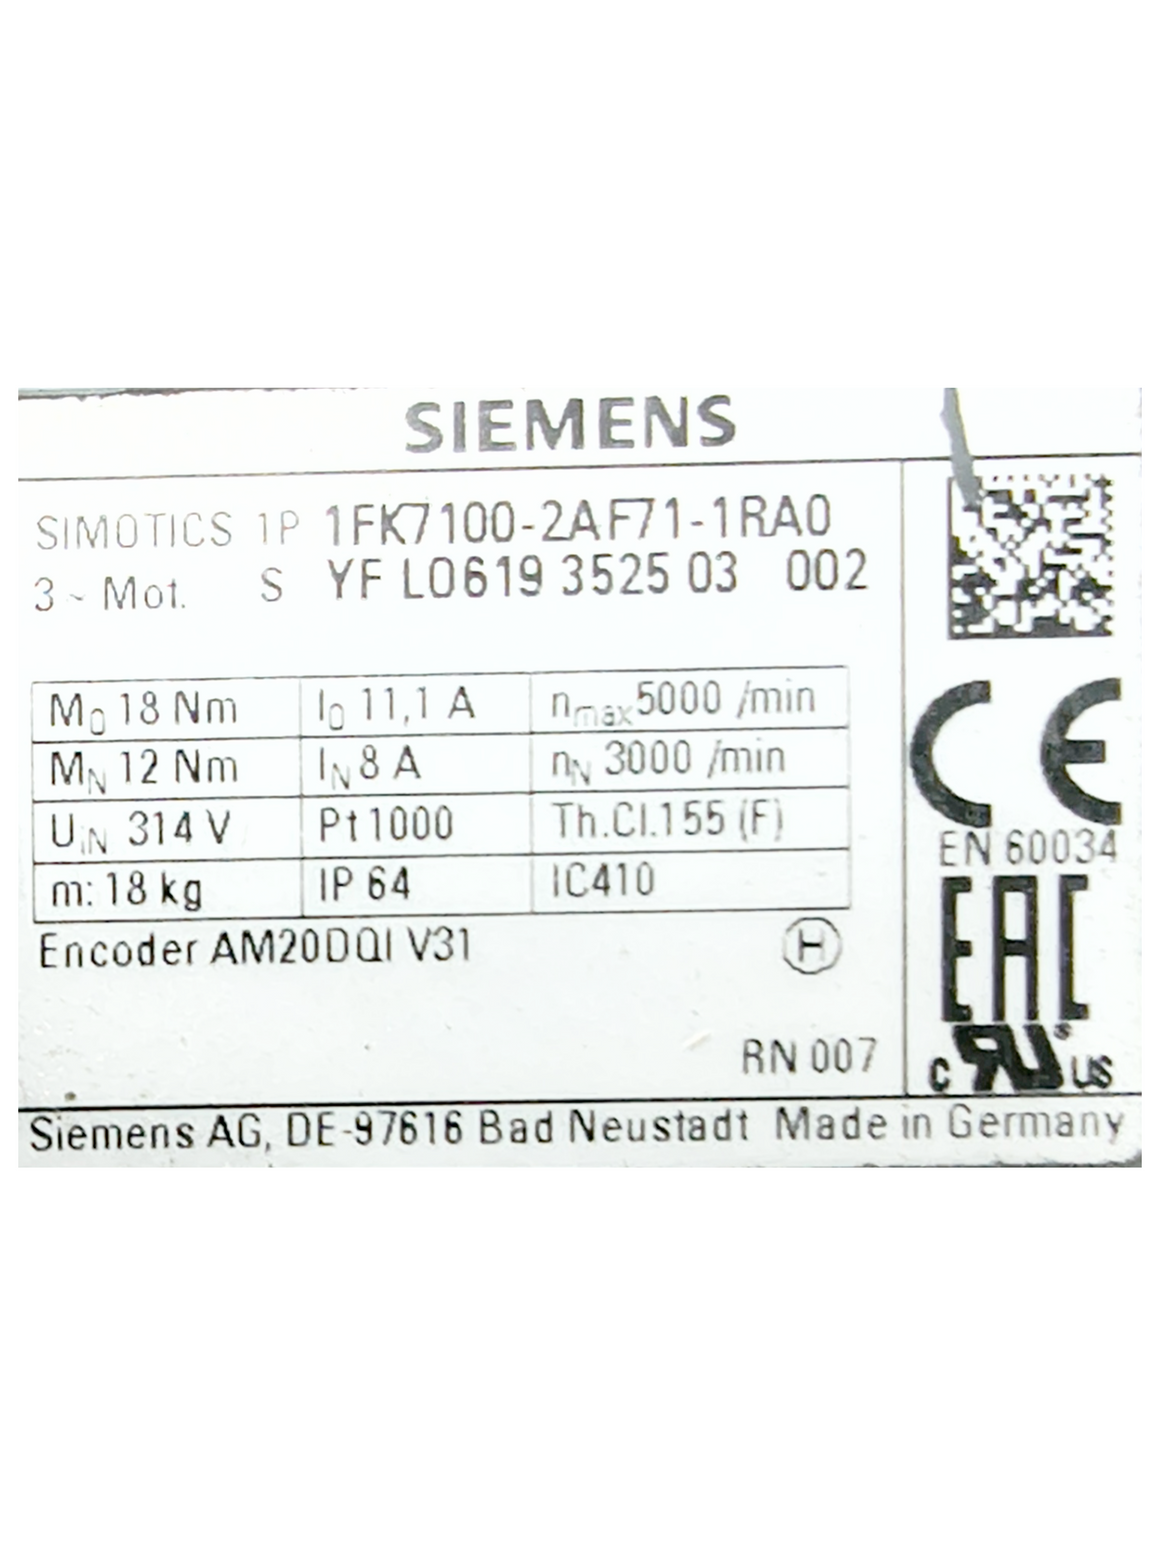 SIEMENS
SIMOTICS 1P 1FK7100-2AF71-1RA0
3 ~ Mot. S YF L0619 3525 03 002
M0 18 Nm I0 11,1 A nmax 5000 /min
MN 12 Nm IN 8 A nN 3000 /min
UIN 314 V Pt1000 Th.Cl.155 (F)
m: 18 kg IP 64 IC410
Encoder AM20DQI V31 H
CE
EN 60034
EAC
c RU ® US
RN 007
Siemens AG, DE-97616 Bad Neustadt Made in Germany